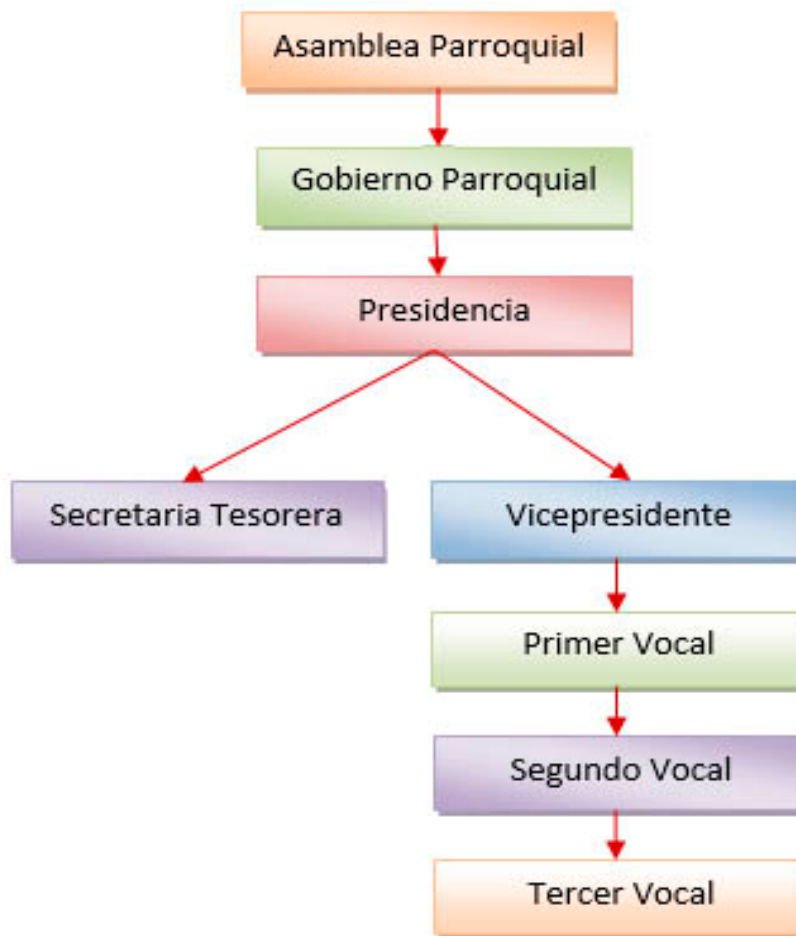 Asamblea Parroquial
Gobierno Parroquial
Presidencia
Secretaria Tesorera
Vicepresidente
Primer Vocal
Segundo Vocal
Tercer Vocal